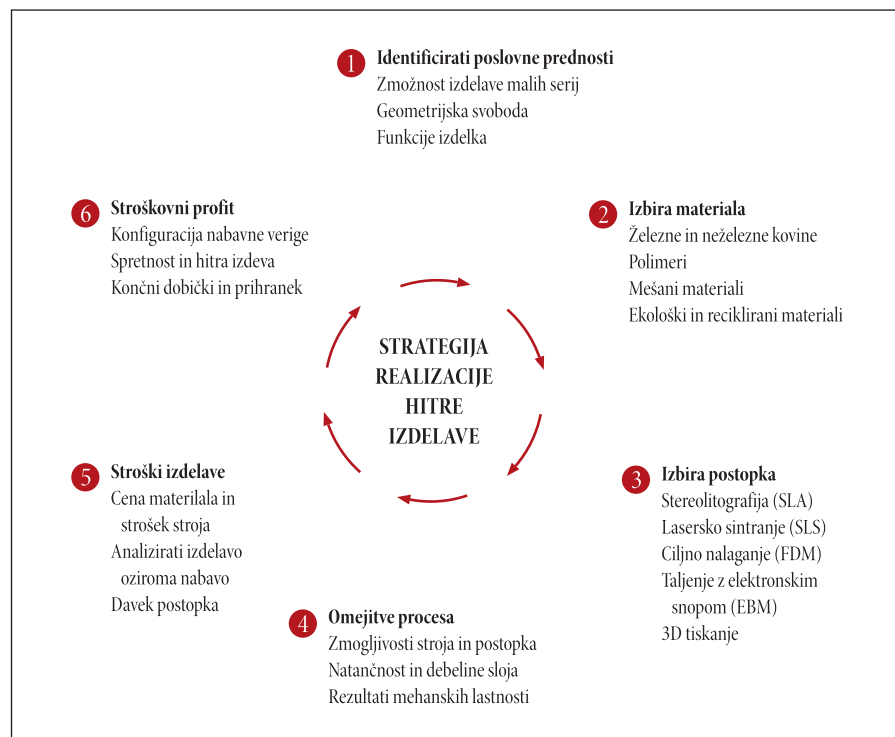 1 Identificirati poslovne prednosti
Zmožnost izdelave malih serij
Geometrijska svoboda
Funkcije izdelka
2 Izbira materiala
Železne in neželezne kovine
Polimeri
Mešani materiali
Ekološki in reciklirani materiali
3 Izbira postopka
Stereolitografija (SLA)
Lasersko sintranje (SLS)
Ciljno nalaganje (FDM)
Taljenje z elektronskim
snopom (EBM)
3D tiskanje
4 Omejitve procesa
Zmogljivosti stroja in postopka
Natančnost in debeline sloja
Rezultati mehanskih lastnosti
5 Stroški izdelave
Cena materilala in
strošek stroja
Analizirati izdelavo
oziroma nabavo
Davek postopka
6 Stroškovni profit
Konfiguracija nabavne verige
Spretnost in hitra izdeva
Končni dobički in prihranek
STRATEGIJA
REALIZACIJE
HITRE
IZDELAVE